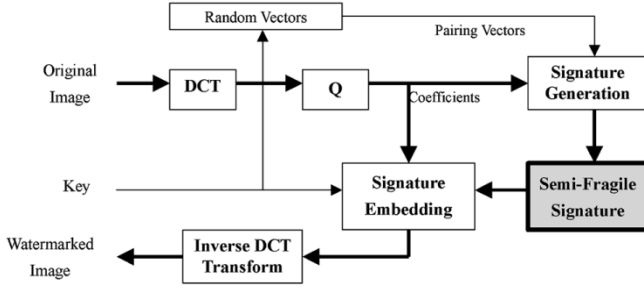 Random Vectors
Pairing Vectors
Original
Image
DCT
Q
Coefficients
Signature
Generation
Key
Signature
Embedding
Semi-Fragile
Signature
Watermarked
Image
Inverse DCT
Transform